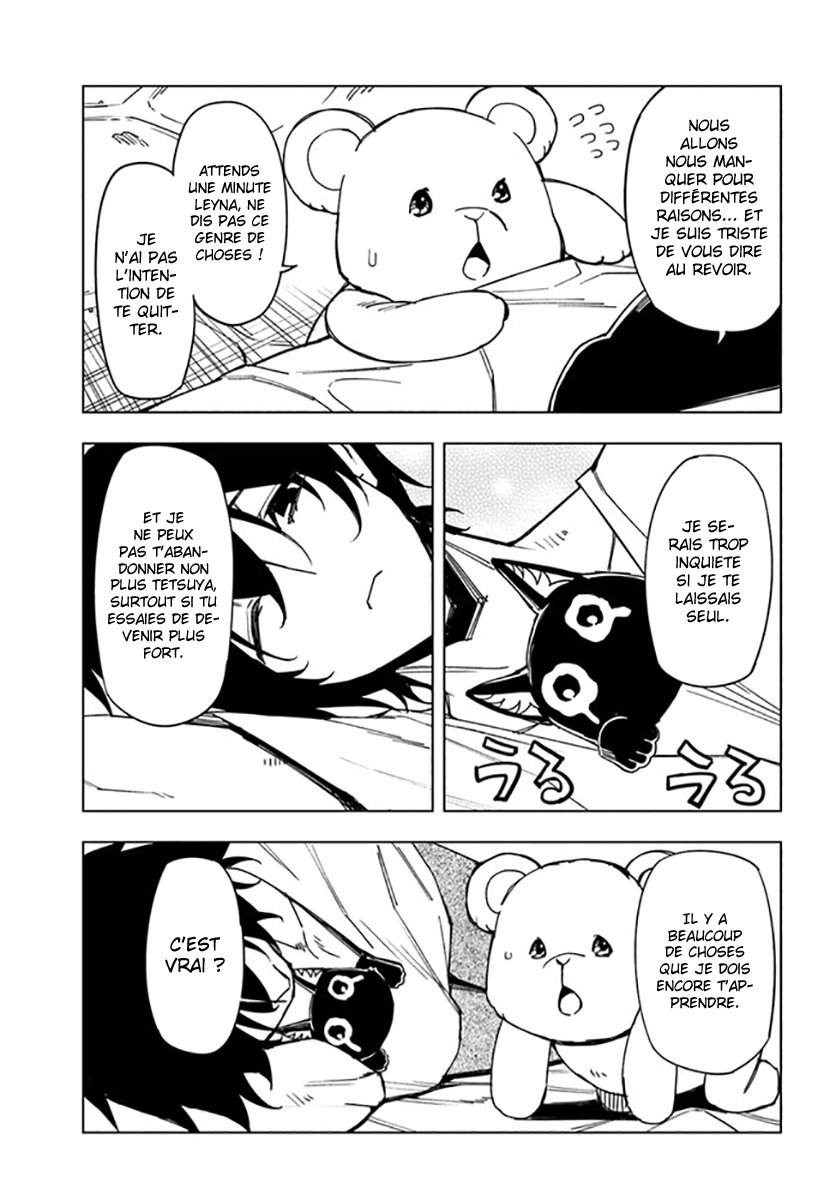 NOUS
ALLONS
NOUS MAN-
QUER POUR
DIFFÉRENTES
RAISONS... ET
JE SUIS TRISTE
DE VOUS DIRE
AU REVOIR.
ATTENDS
UNE MINUTE
LEYNA, NE
DIS PAS CE
GENRE DE
CHOSES !
JE
N'AI PAS
L'INTEN-
TION DE
TE QUIT-
TER.
JE SE-
RAIS TROP
INQUIETE
SI JE TE
LAISSAIS
SEUL.
うる
うる
ET JE
NE PEUX
PAS T'ABAN-
DONNER NON
PLUS TETSUYA,
SURTOUT SI TU
ESSAIES DE DE-
VENIR PLUS
FORT.
IL Y A
BEAUCOUP
DE CHOSES
QUE JE DOIS
ENCORE T'AP-
PRENDRE.
C'EST
VRAI ?